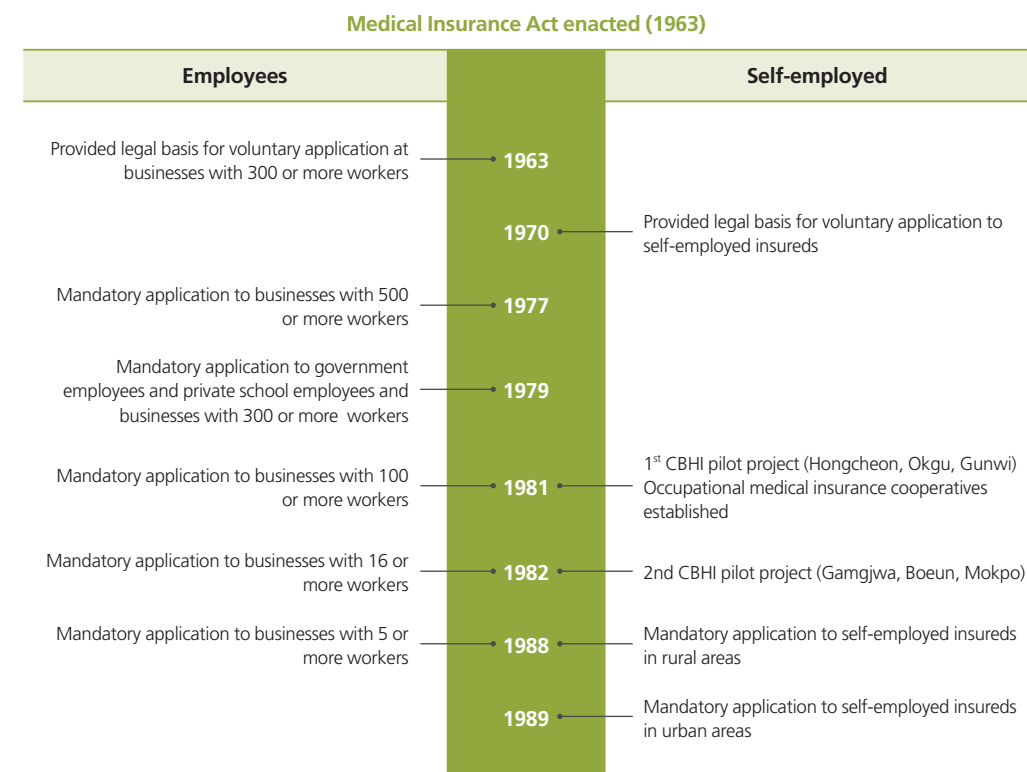 Medical Insurance Act enacted (1963)
Employees
Self-employed
Provided legal basis for voluntary application at
businesses with 300 or more workers
1963
1970
Provided legal basis for voluntary application to
self-employed insureds
Mandatory application to businesses with 500
or more workers
1977
Mandatory application to government
employees and private school employees and
businesses with 300 or more workers
1979
Mandatory application to businesses with 100
or more workers
1981
1st CBHI pilot project (Hongcheon, Okgu, Gunwi)
Occupational medical insurance cooperatives
established
Mandatory application to businesses with 16 or
more workers
1982
2nd CBHI pilot project (Gamgjwa, Boeun, Mokpo)
Mandatory application to businesses with 5 or
more workers
1988
Mandatory application to self-employed insureds
in rural areas
1989
Mandatory application to self-employed insureds
in urban areas